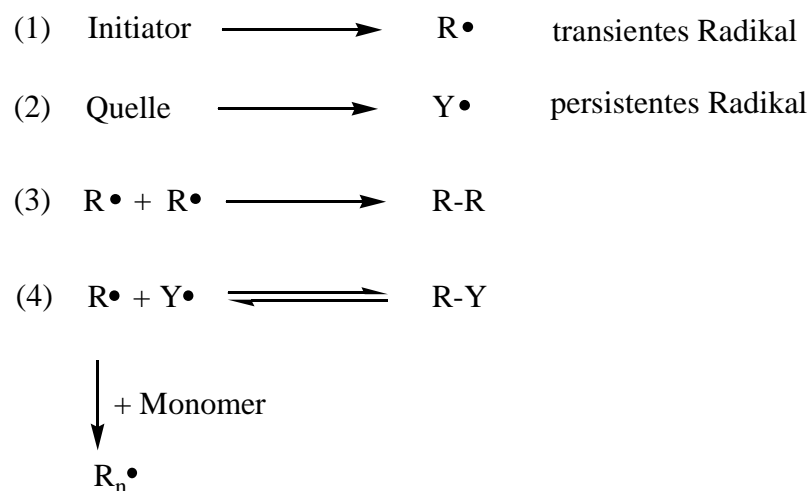 (1) Initiator R• transientes Radikal
(2) Quelle Y• persistentes Radikal
(3) R• + R• R-R
(4) R• + Y• R-Y
+ Monomer
Rn•